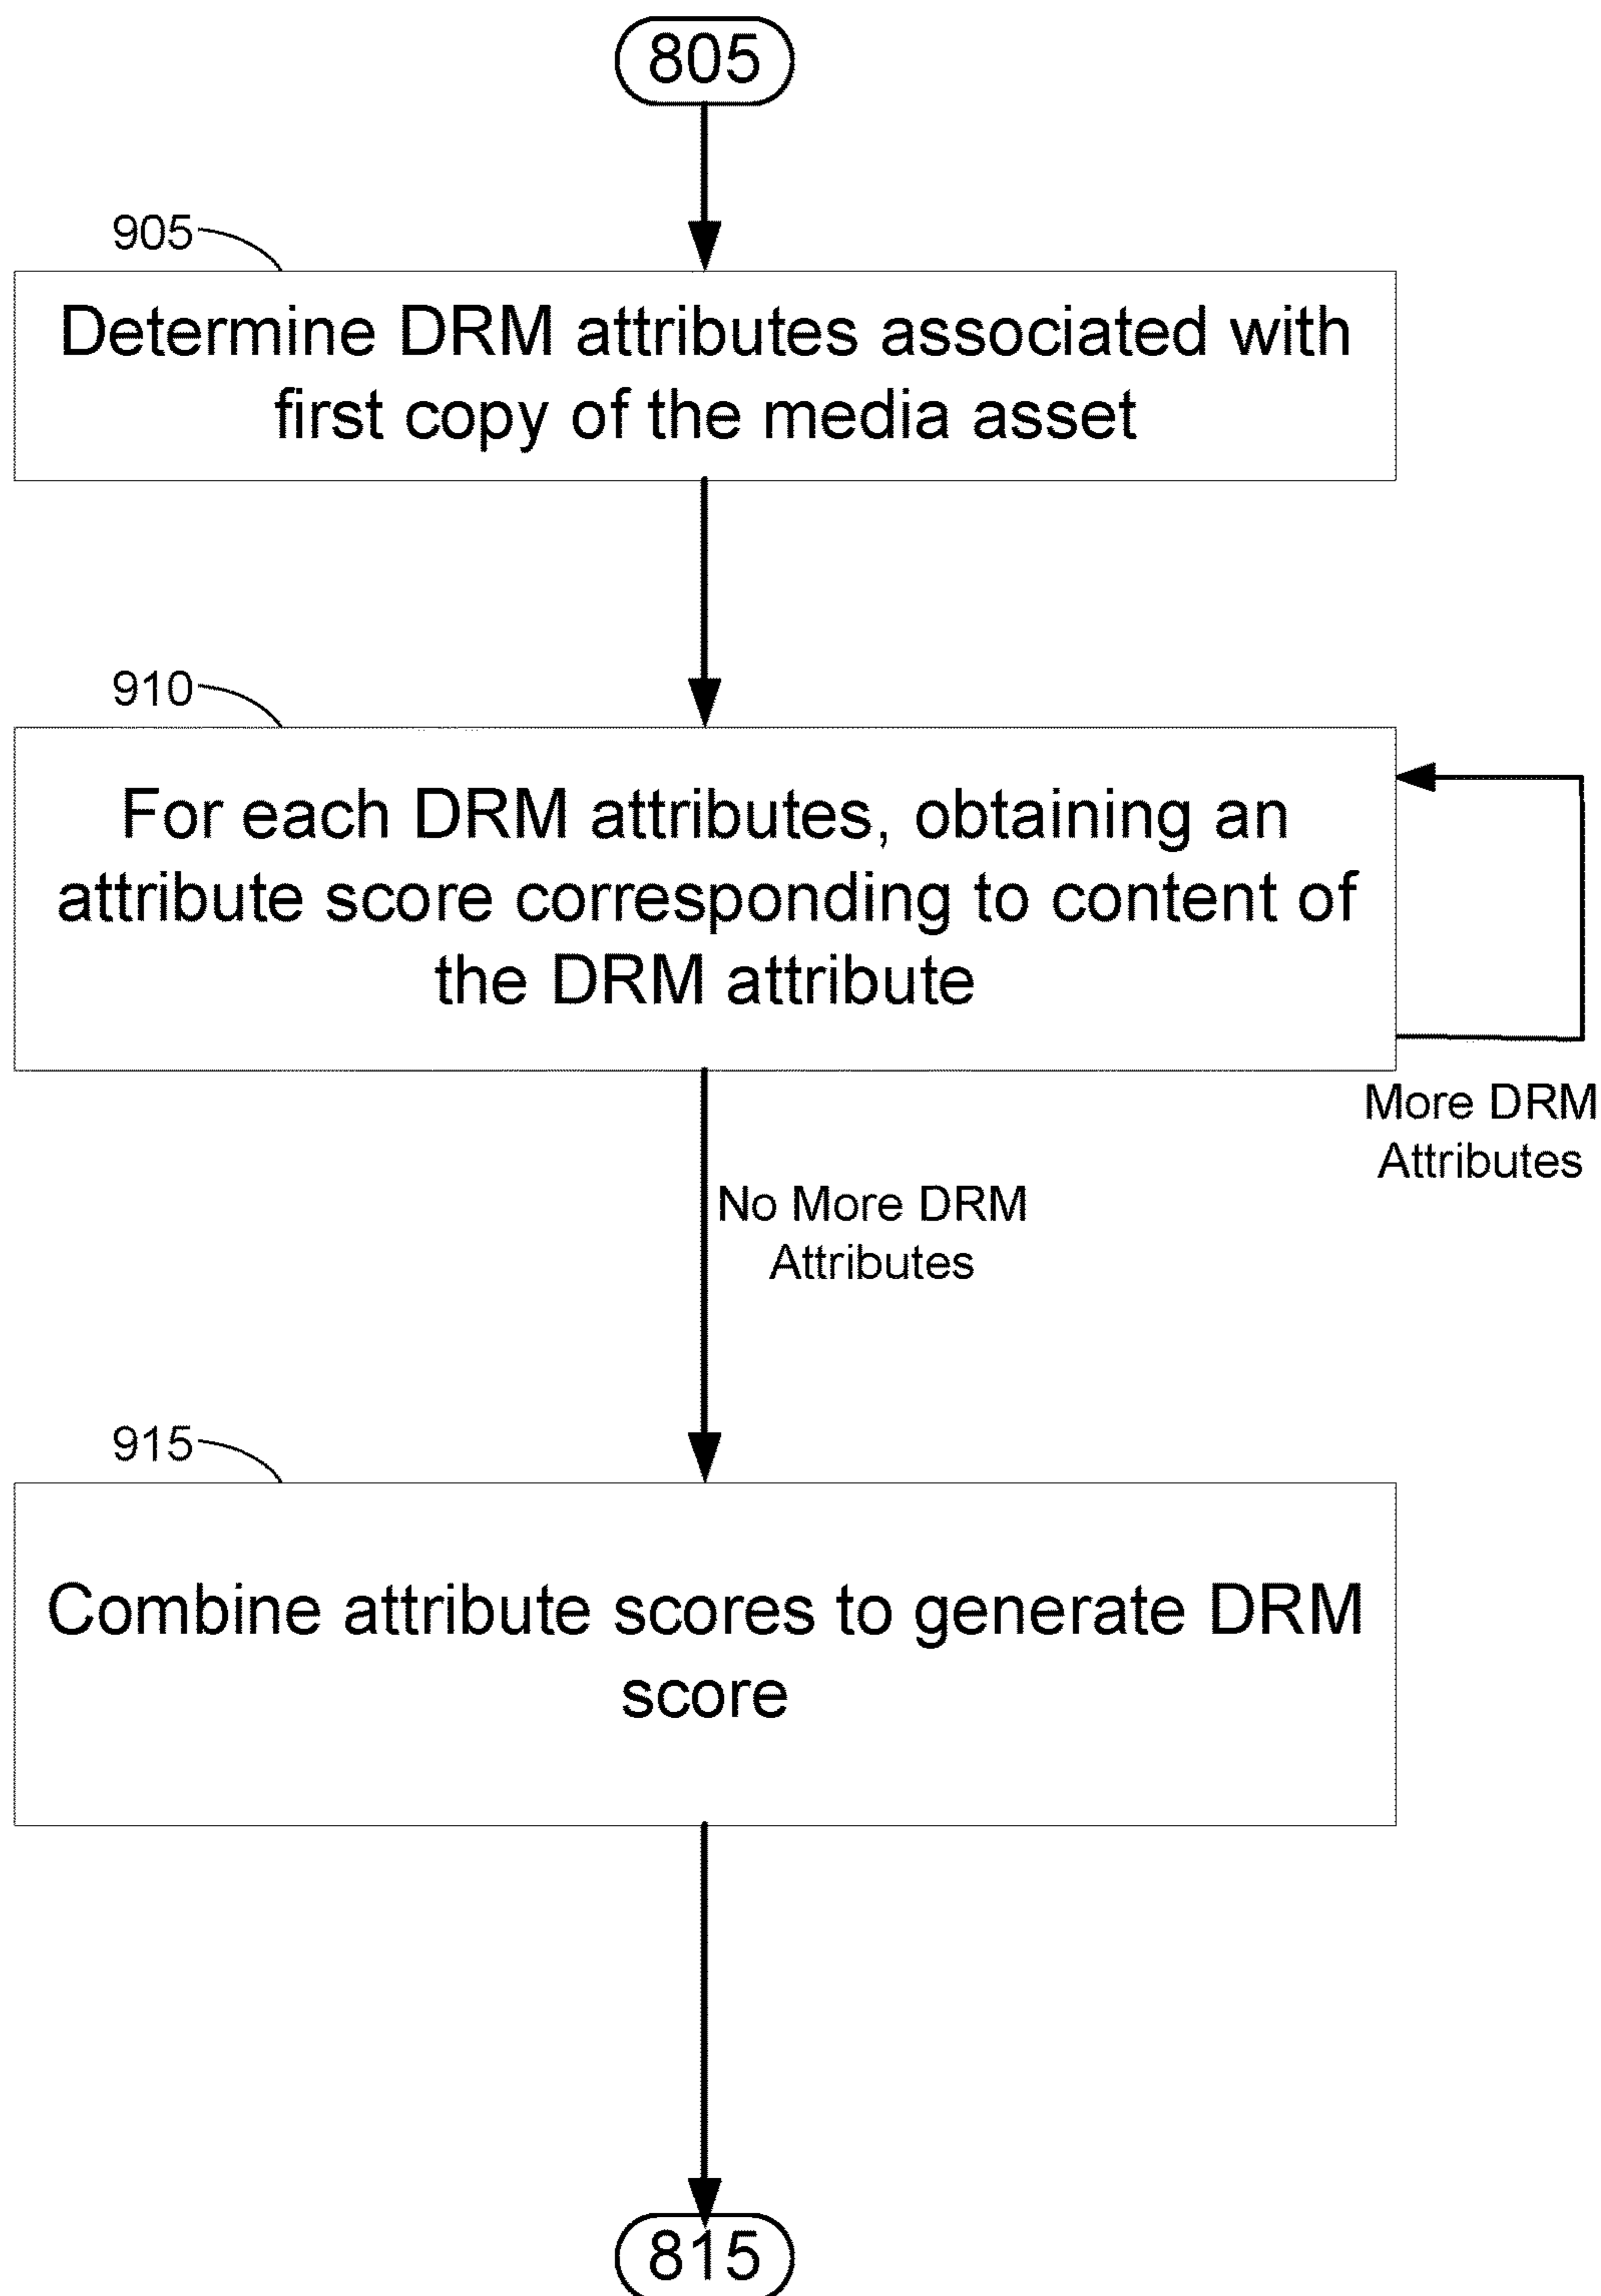 805
905
Determine DRM attributes associated with
first copy of the media asset
910
For each DRM attributes, obtaining an
attribute score corresponding to content of
the DRM attribute
More DRM
Attributes
No More DRM
Attributes
915
Combine attribute scores to generate DRM
score
815